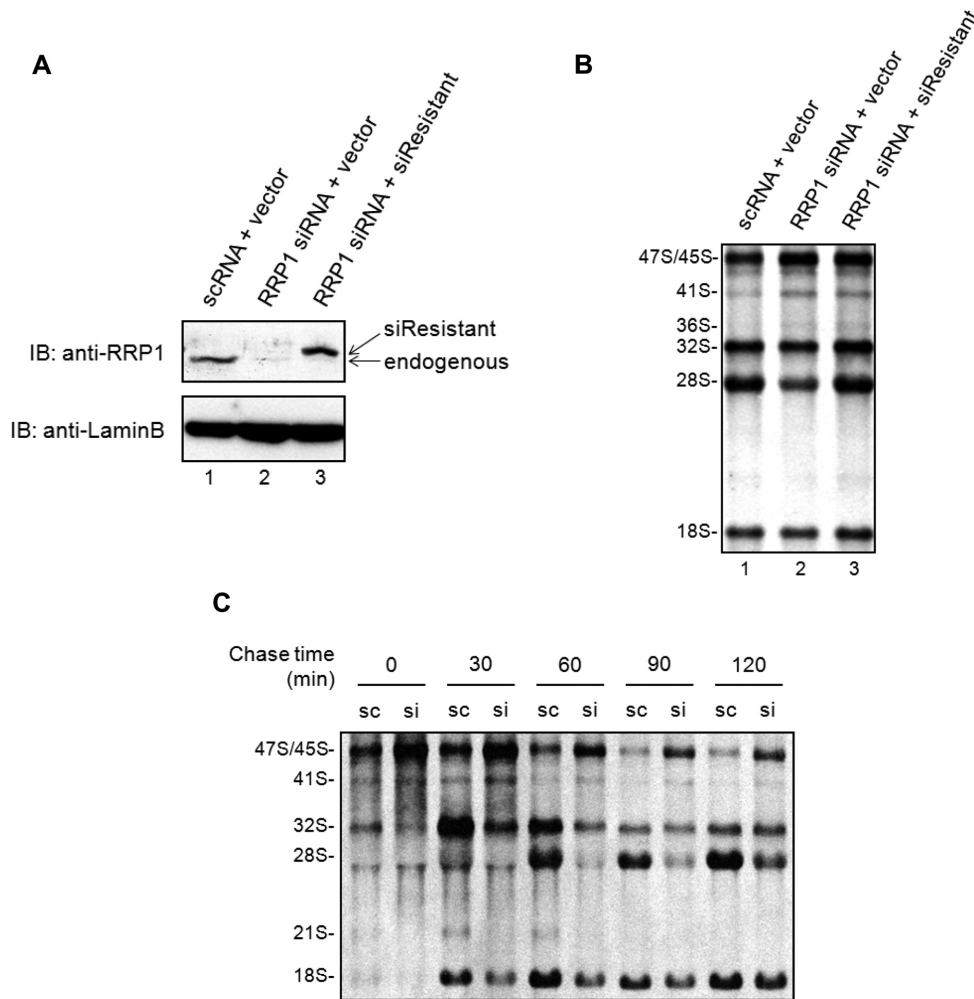 A
scRNA + vector
RRP1 siRNA + vector
RRP1 siRNA + siResistant
IB: anti-RRP1
siResistant
endogenous
IB: anti-LaminB
1 2 3
B
scRNA + vector
RRP1 siRNA + vector
RRP1 siRNA + siResistant
47S/45S-
41S-
36S-
32S-
28S-
18S-
1 2 3
C
Chase time
(min)
0 30 60 90 120
sc si sc si sc si sc si sc si
47S/45S-
41S-
32S-
28S-
21S-
18S-